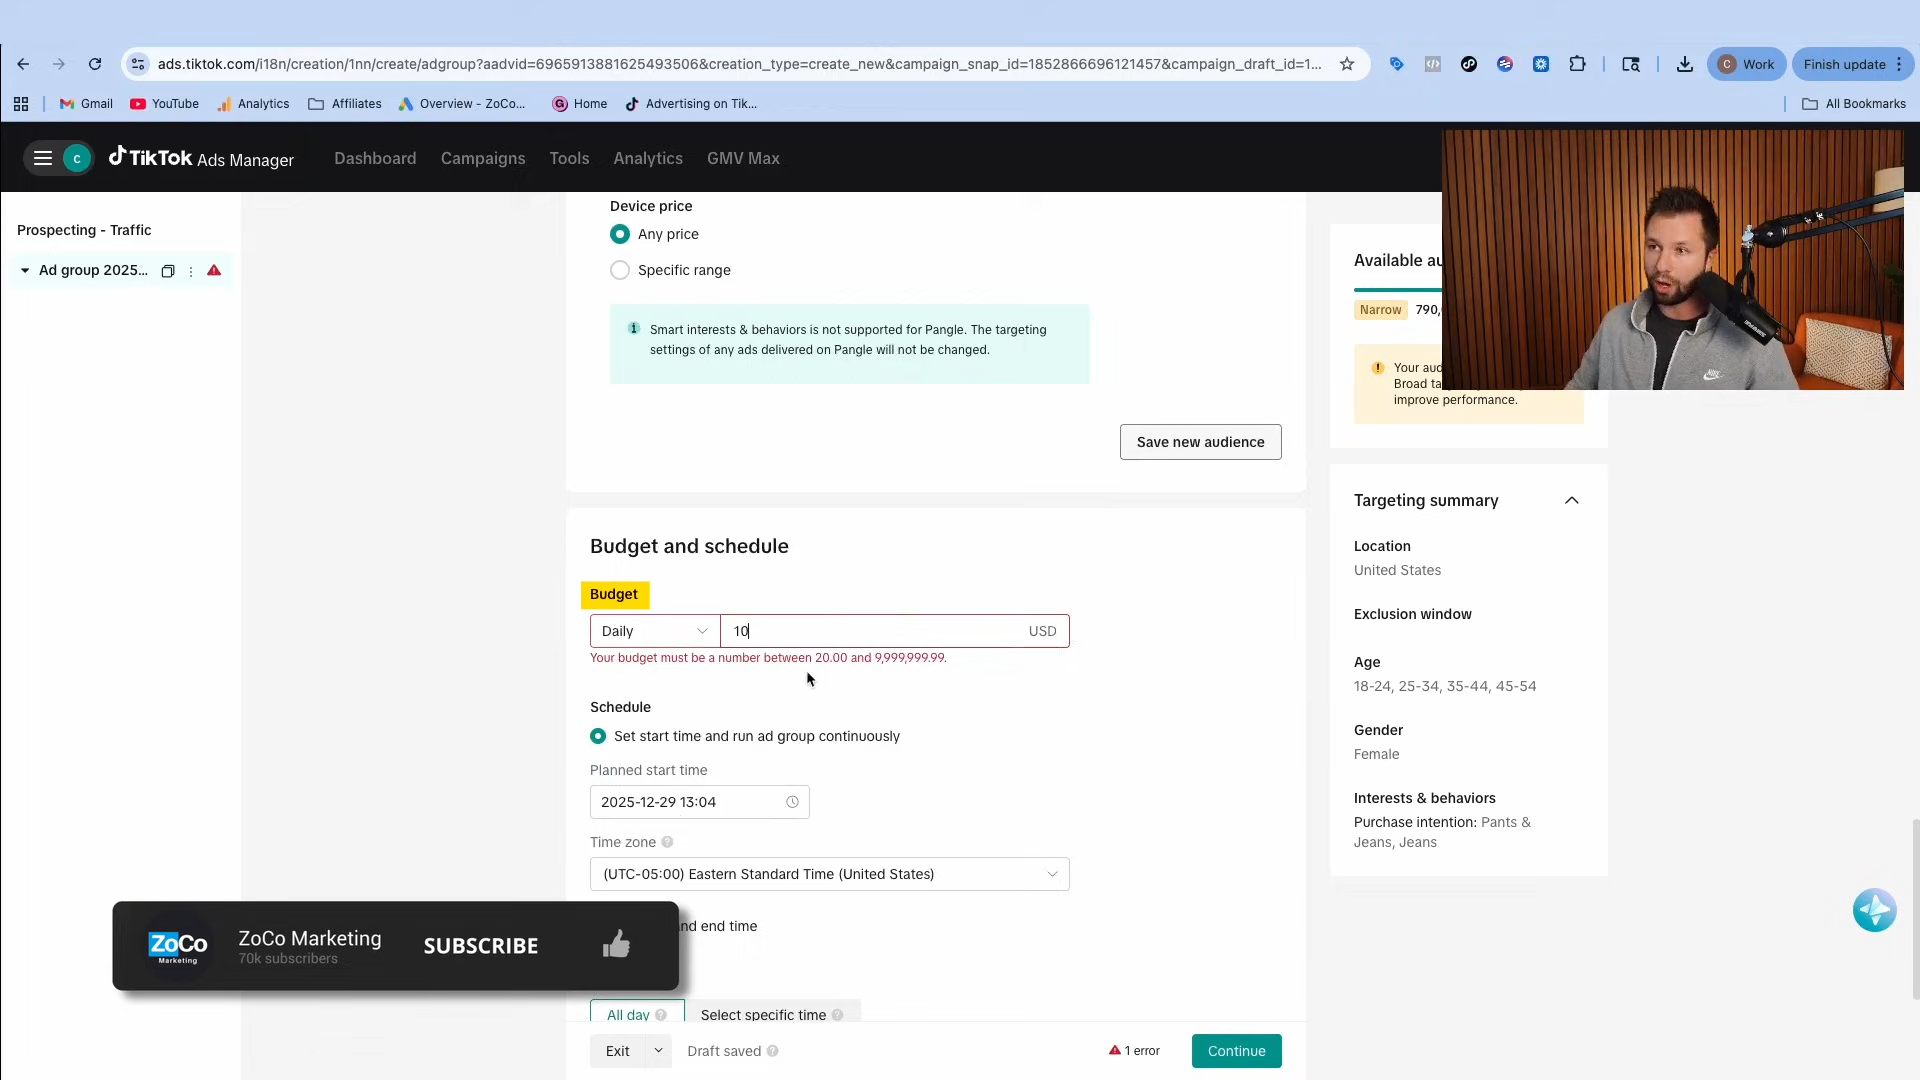 ads.tiktok.com/i18n/creation/1nn/create/adgroup?aadvid=6965913881625493506&creation_type=create_new&campaign_snap_id=1852866696121457&campaign_draft_id=1...
C Work
Finish update
Gmail
YouTube
Analytics
Affiliates
Overview - ZoCo...
Home
Advertising on Tik...
All Bookmarks
C
TikTok Ads Manager
Dashboard
Campaigns
Tools
Analytics
GMV Max
Prospecting - Traffic
Ad group 2025...
Device price
Any price
Specific range
Smart interests & behaviors is not supported for Pangle. The targeting
settings of any ads delivered on Pangle will not be changed.
Save new audience
Budget and schedule
Budget
Daily
10
USD
Your budget must be a number between 20.00 and 9,999,999.99.
Schedule
Set start time and run ad group continuously
Planned start time
2025-12-29 13:04
Time zone
(UTC-05:00) Eastern Standard Time (United States)
nd end time
All day
Select specific time
Exit
Draft saved
1 error
Continue
Available au
Narrow
790,
Your aud
Broad ta
improve performance.
Targeting summary
Location
United States
Exclusion window
Age
18-24, 25-34, 35-44, 45-54
Gender
Female
Interests & behaviors
Purchase intention: Pants &
Jeans, Jeans
ZoCo
Marketing
ZoCo Marketing
70k subscribers
SUBSCRIBE